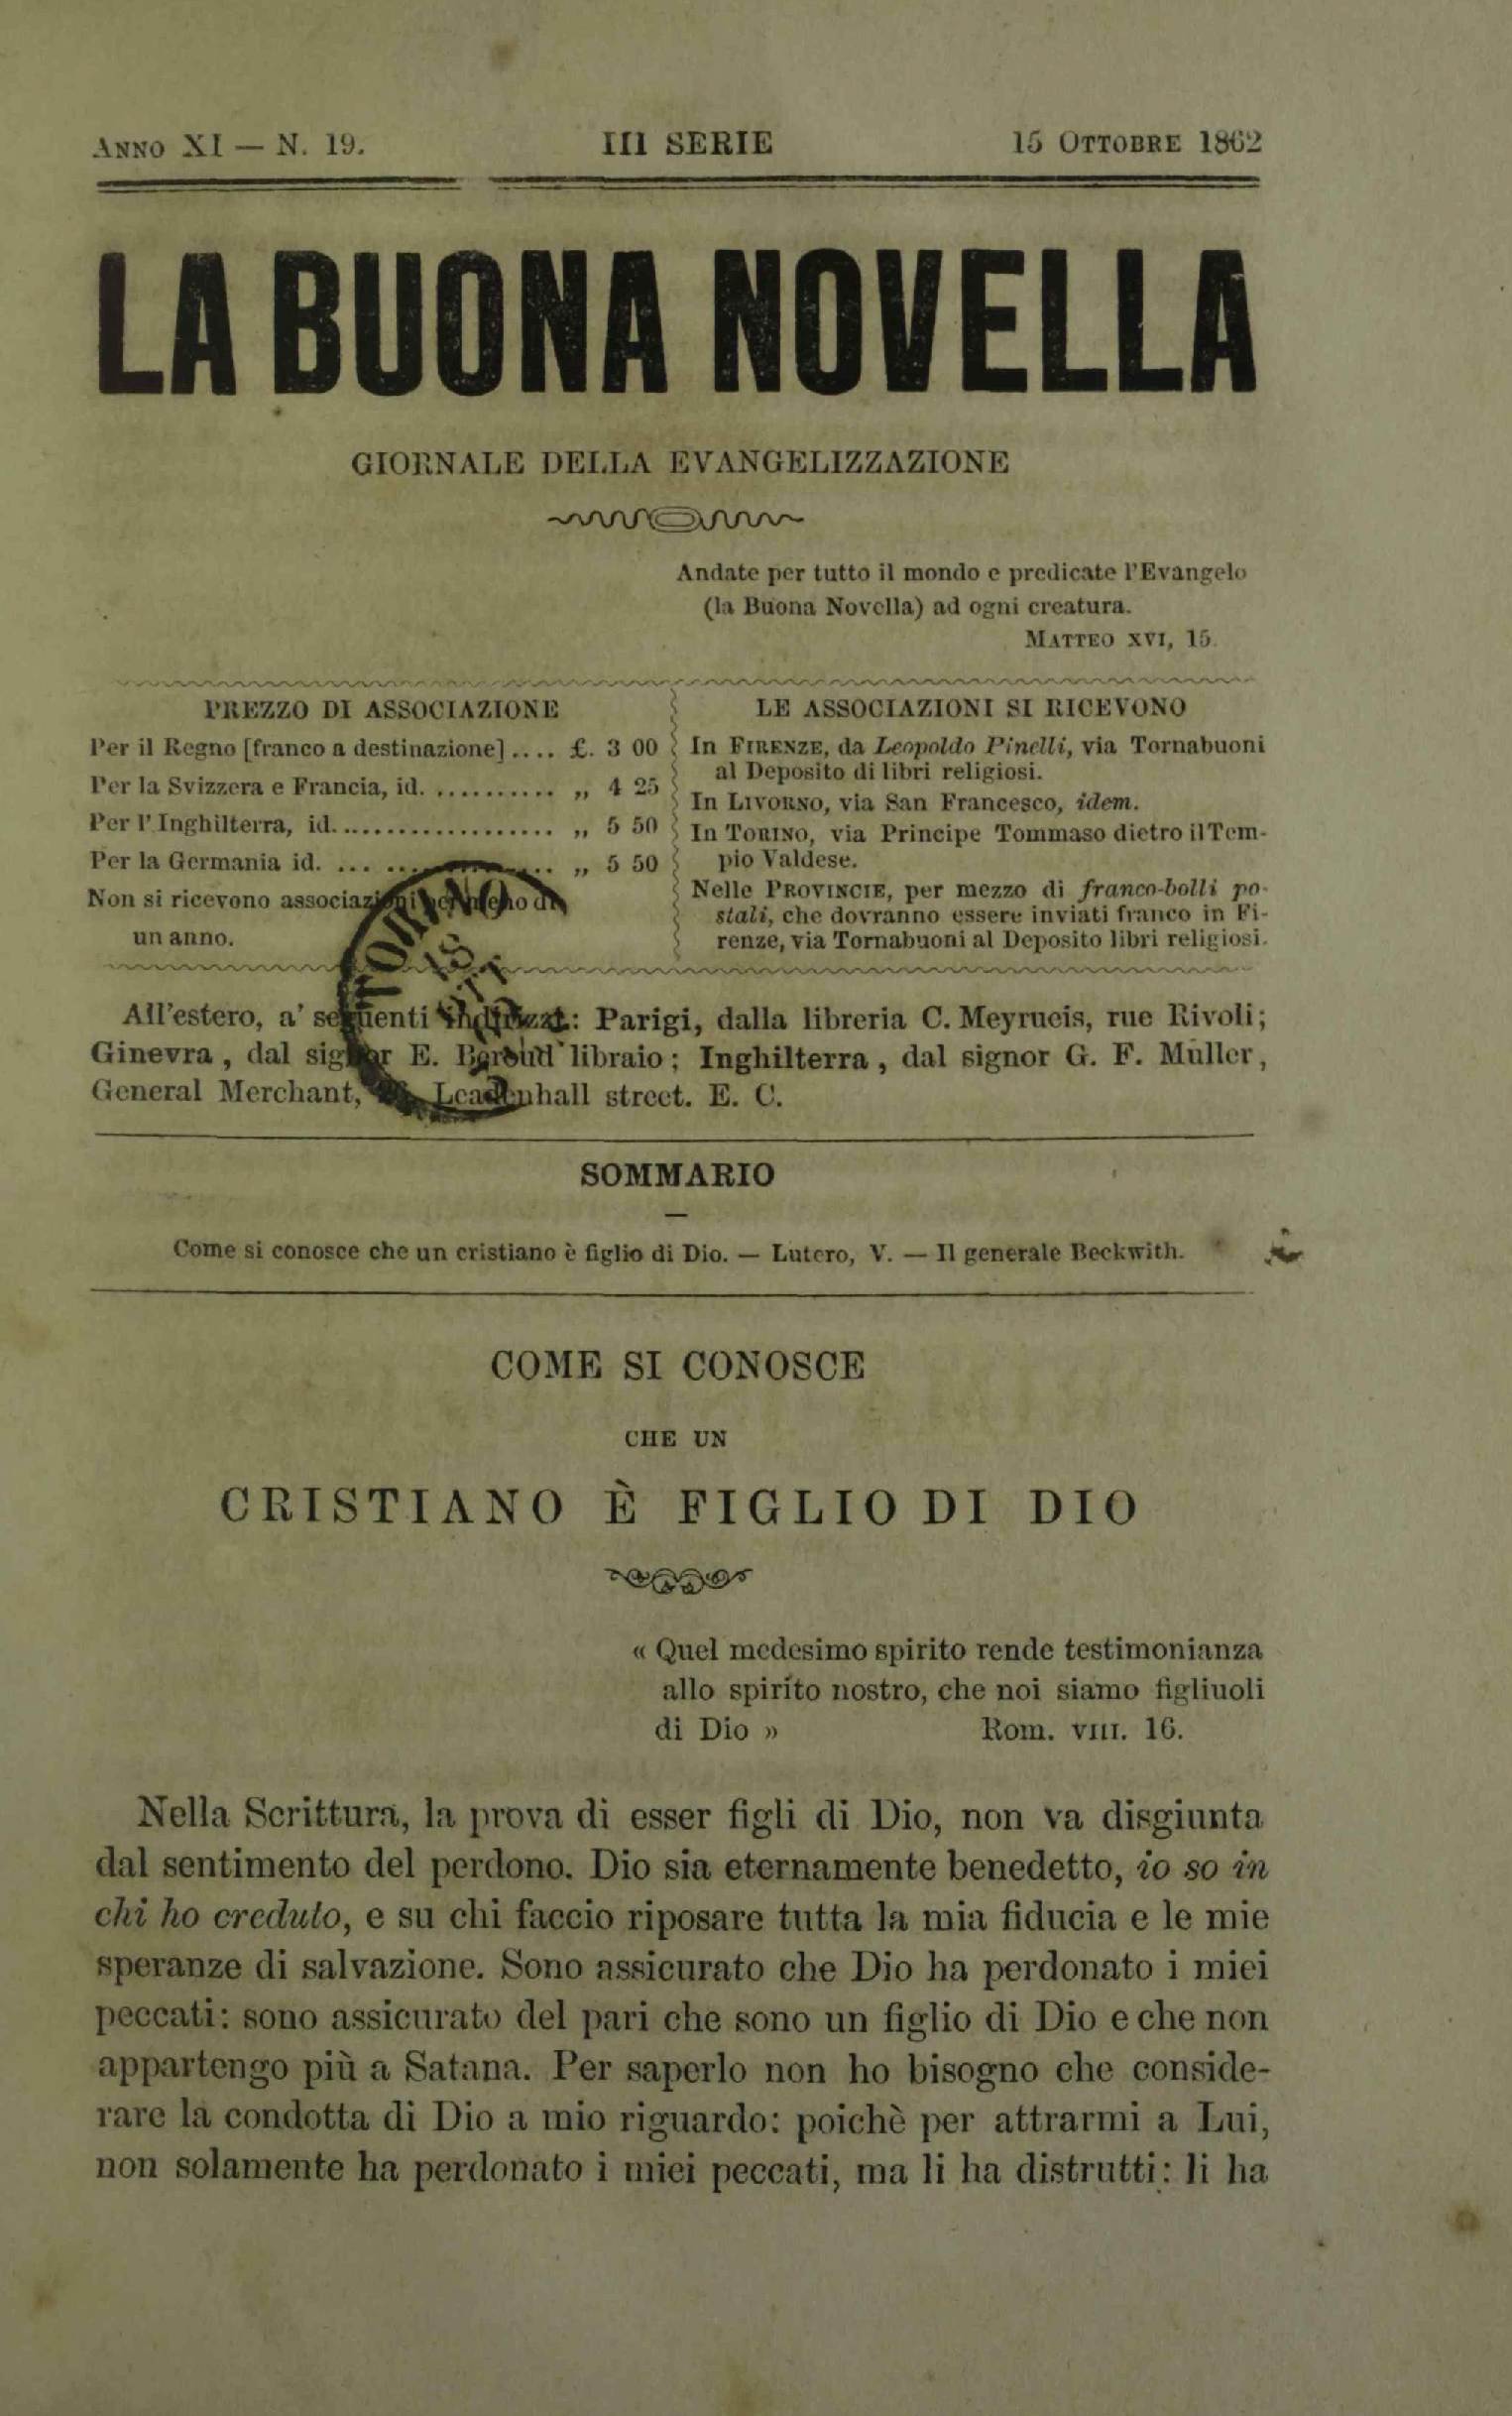 ANNO XI — N. 19.
III SERIE
15 OTTOBRE 1862
LA BUONA NOVELLA
GIORNALE DELLA EVANGELIZZAZIONE
Andate per tutto il mondo e predicate l'Evangelo
(la Buona Novella) ad ogni creatura.
MATTEO XVI, 15.
PREZZO DI ASSOCIAZIONE
Per il Regno [franco a destinazione] .... £. 3 00
Per la Svizzera e Francia, id. .......... „ 4 25
Per l'Inghilterra, id. .................. „ 5 50
Per la Germania id. ... ............... „ 5 50
Non si ricevono associazioni per meno di
un anno.
LE ASSOCIAZIONI SI RICEVONO
In FIRENZE, da Leopoldo Pinelli, via Tornabuoni
al Deposito di libri religiosi.
In LIVORNO, via San Francesco, idem.
In TORINO, via Principe Tommaso dietro il Tem-
pio Valdese.
Nelle PROVINCIE, per mezzo di franco-bolli po-
stali, che dovranno essere inviati franco in Fi-
renze, via Tornabuoni al Deposito libri religiosi.
TORINO
18
All'estero, a' seguenti indirizzi: Parigi, dalla libreria C. Meyrueis, rue Rivoli;
Ginevra, dal signor E. libraio; Inghilterra, dal signor G. F. Müller,
General Merchant, Leadenhall street. E. C.
SOMMARIO
Come si conosce che un cristiano è figlio di Dio. — Lutero, V. — Il generale Beckwith.
COME SI CONOSCE
CHE UN
CRISTIANO È FIGLIO DI DIO
« Quel medesimo spirito rende testimonianza
allo spirito nostro, che noi siamo figliuoli
di Dio » Rom. VIII. 16.
Nella Scrittura, la prova di esser figli di Dio, non va disgiunta
dal sentimento del perdono. Dio sia eternamente benedetto, io so in
chi ho creduto, e su chi faccio riposare tutta la mia fiducia e le mie
speranze di salvazione. Sono assicurato che Dio ha perdonato i miei
peccati: sono assicurato del pari che sono un figlio di Dio e che non
appartengo più a Satana. Per saperlo non ho bisogno che conside-
rare la condotta di Dio a mio riguardo: poichè per attrarmi a Lui,
non solamente ha perdonato i miei peccati, ma li ha distrutti: li ha